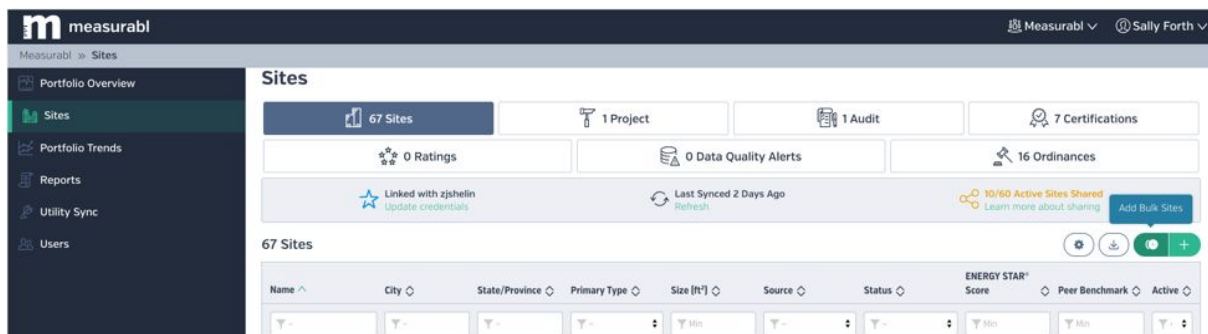 measurabl
Measurabl
Sally Forth
Measurabl » Sites
Portfolio Overview
Sites
Portfolio Trends
Reports
Utility Sync
Users
Sites
67 Sites
1 Project
1 Audit
7 Certifications
0 Ratings
0 Data Quality Alerts
16 Ordinances
Linked with zjshelin
Update credentials
Last Synced 2 Days Ago
Refresh
10/60 Active Sites Shared
Learn more about sharing
Add Bulk Sites
67 Sites
Name
City
State/Province
Primary Type
Size [ft²]
Source
Status
ENERGY STAR®
Score
Peer Benchmark
Active
Min
Min
Min